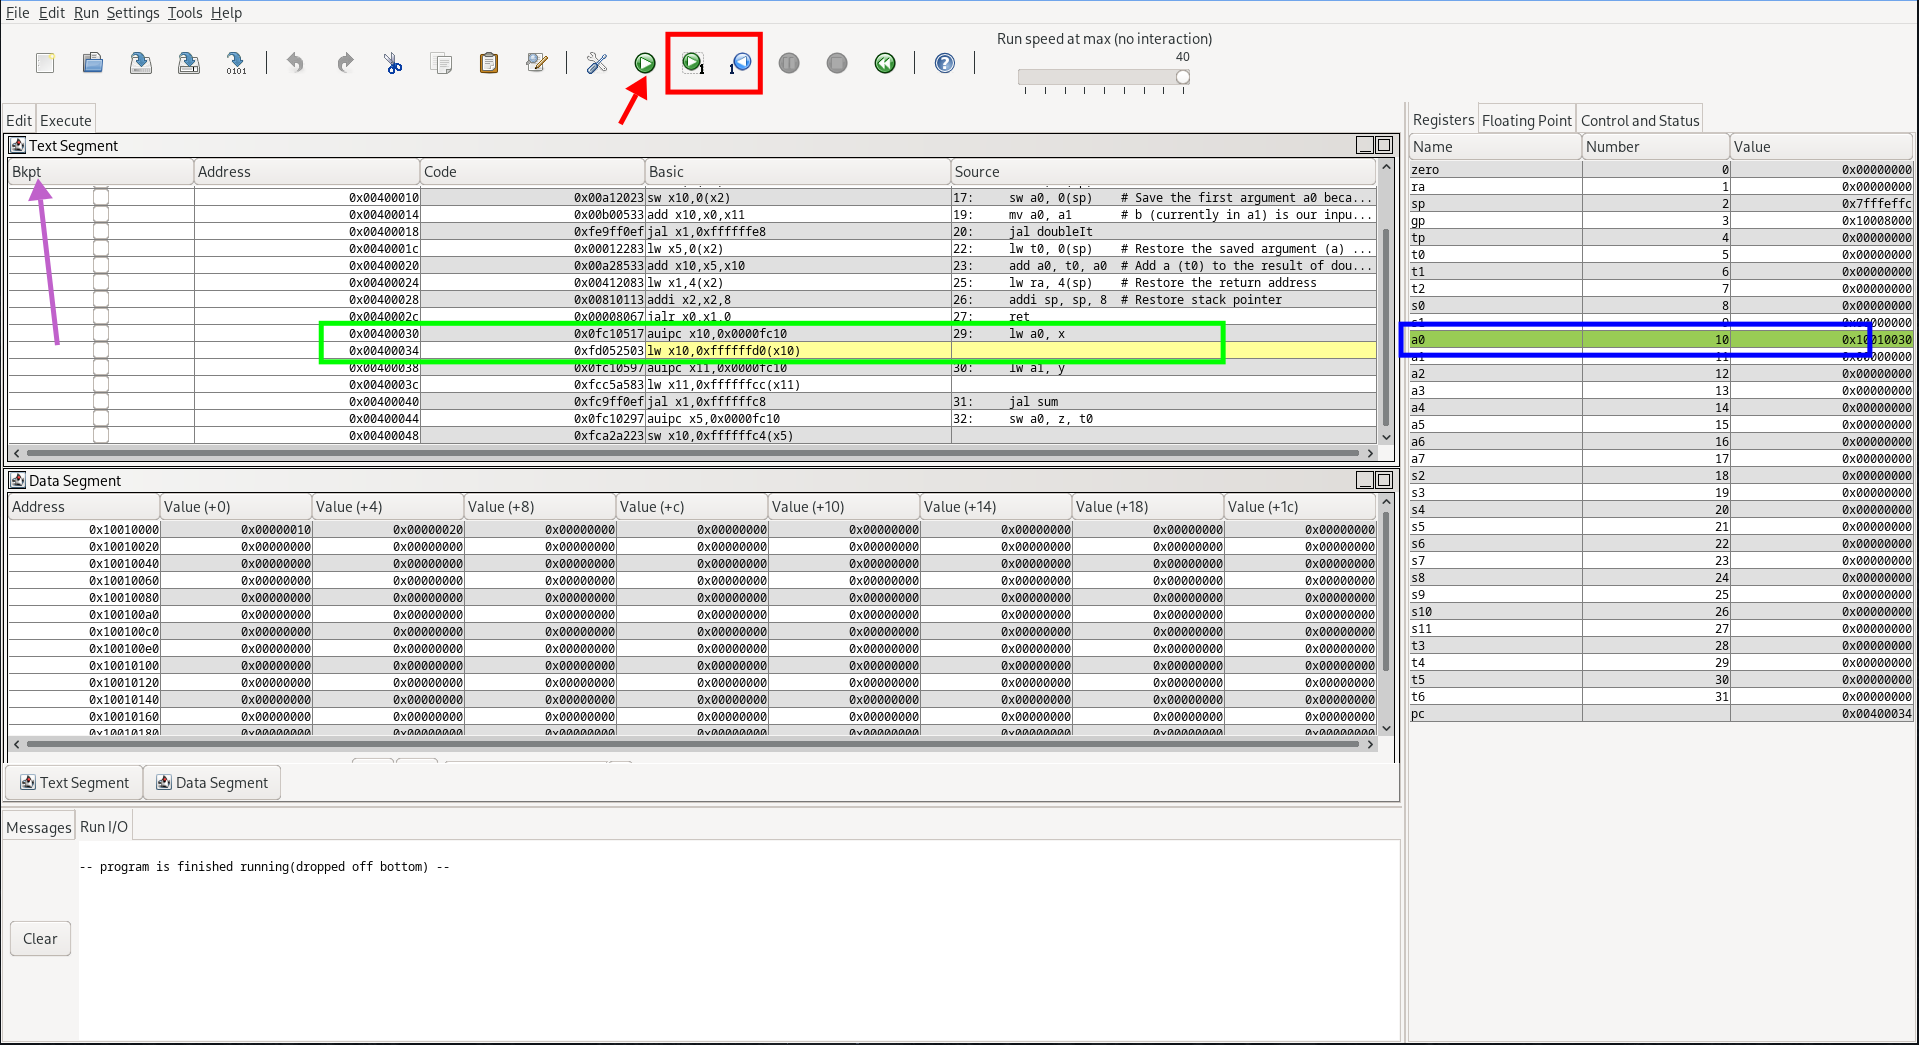 File Edit Run Settings Tools Help
Run speed at max (no interaction)
40
0101
1 1
Edit Execute
Text Segment
Bkpt Address Code Basic Source
0x00400010 0x00a12023 sw x10,0(x2) 17: sw a0, 0(sp) # Save the first argument a0 beca...
0x00400014 0x00b00533 add x10,x0,x11 19: mv a0, a1 # b (currently in a1) is our inpu...
0x00400018 0xfe9ff0ef jal x1,0xffffffe8 20: jal doubleIt
0x0040001c 0x00012283 lw x5,0(x2) 22: lw t0, 0(sp) # Restore the saved argument (a) ...
0x00400020 0x00a28533 add x10,x5,x10 23: add a0, t0, a0 # Add a (t0) to the result of dou...
0x00400024 0x00412083 lw x1,4(x2) 25: lw ra, 4(sp) # Restore the return address
0x00400028 0x00810113 addi x2,x2,8 26: addi sp, sp, 8 # Restore stack pointer
0x0040002c 0x00008067 jalr x0,x1,0 27: ret
0x00400030 0x0fc10517 auipc x10,0x0000fc10 29: lw a0, x
0x00400034 0xfd052503 lw x10,0xffffffd0(x10)
0x00400038 0x0fc10597 auipc x11,0x0000fc10 30: lw a1, y
0x0040003c 0xfcc5a583 lw x11,0xffffffcc(x11)
0x00400040 0xfc9ff0ef jal x1,0xffffffc8 31: jal sum
0x00400044 0x0fc10297 auipc x5,0x0000fc10 32: sw a0, z, t0
0x00400048 0xfca2a223 sw x10,0xffffffc4(x5)
Data Segment
Address Value (+0) Value (+4) Value (+8) Value (+c) Value (+10) Value (+14) Value (+18) Value (+1c)
0x10010000 0x00000010 0x00000020 0x00000000 0x00000000 0x00000000 0x00000000 0x00000000 0x00000000
0x10010020 0x00000000 0x00000000 0x00000000 0x00000000 0x00000000 0x00000000 0x00000000 0x00000000
0x10010040 0x00000000 0x00000000 0x00000000 0x00000000 0x00000000 0x00000000 0x00000000 0x00000000
0x10010060 0x00000000 0x00000000 0x00000000 0x00000000 0x00000000 0x00000000 0x00000000 0x00000000
0x10010080 0x00000000 0x00000000 0x00000000 0x00000000 0x00000000 0x00000000 0x00000000 0x00000000
0x100100a0 0x00000000 0x00000000 0x00000000 0x00000000 0x00000000 0x00000000 0x00000000 0x00000000
0x100100c0 0x00000000 0x00000000 0x00000000 0x00000000 0x00000000 0x00000000 0x00000000 0x00000000
0x100100e0 0x00000000 0x00000000 0x00000000 0x00000000 0x00000000 0x00000000 0x00000000 0x00000000
0x10010100 0x00000000 0x00000000 0x00000000 0x00000000 0x00000000 0x00000000 0x00000000 0x00000000
0x10010120 0x00000000 0x00000000 0x00000000 0x00000000 0x00000000 0x00000000 0x00000000 0x00000000
0x10010140 0x00000000 0x00000000 0x00000000 0x00000000 0x00000000 0x00000000 0x00000000 0x00000000
0x10010160 0x00000000 0x00000000 0x00000000 0x00000000 0x00000000 0x00000000 0x00000000 0x00000000
0x10010180 0x00000000 0x00000000 0x00000000 0x00000000 0x00000000 0x00000000 0x00000000 0x00000000
Text Segment Data Segment
Messages Run I/O
-- program is finished running(dropped off bottom) --
Clear
Registers Floating Point Control and Status
Name Number Value
zero 0 0x00000000
ra 1 0x00000000
sp 2 0x7fffeffc
gp 3 0x10008000
tp 4 0x00000000
t0 5 0x00000000
t1 6 0x00000000
t2 7 0x00000000
s0 8 0x00000000
s1 9 0x00000000
a0 10 0x10010030
a1 11 0x00000000
a2 12 0x00000000
a3 13 0x00000000
a4 14 0x00000000
a5 15 0x00000000
a6 16 0x00000000
a7 17 0x00000000
s2 18 0x00000000
s3 19 0x00000000
s4 20 0x00000000
s5 21 0x00000000
s6 22 0x00000000
s7 23 0x00000000
s8 24 0x00000000
s9 25 0x00000000
s10 26 0x00000000
s11 27 0x00000000
t3 28 0x00000000
t4 29 0x00000000
t5 30 0x00000000
t6 31 0x00000000
pc 0x00400034